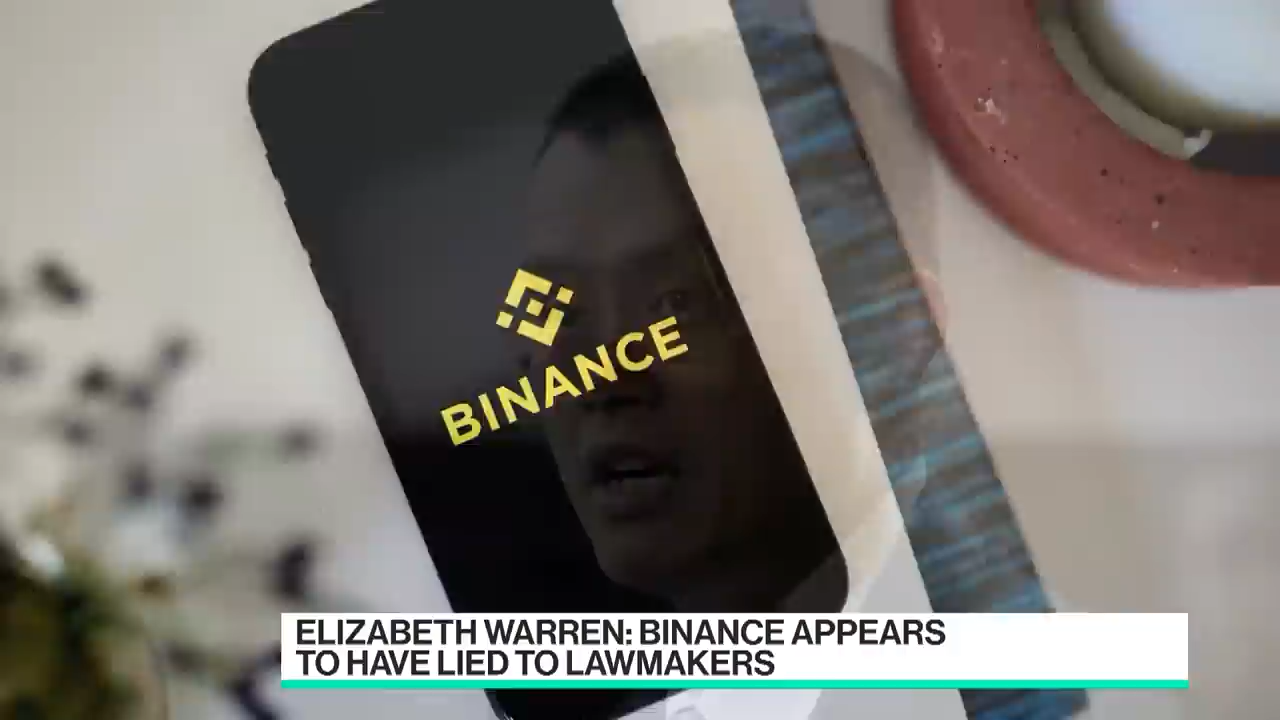 BINANCE
ELIZABETH WARREN: BINANCE APPEARS
TO HAVE LIED TO LAWMAKERS